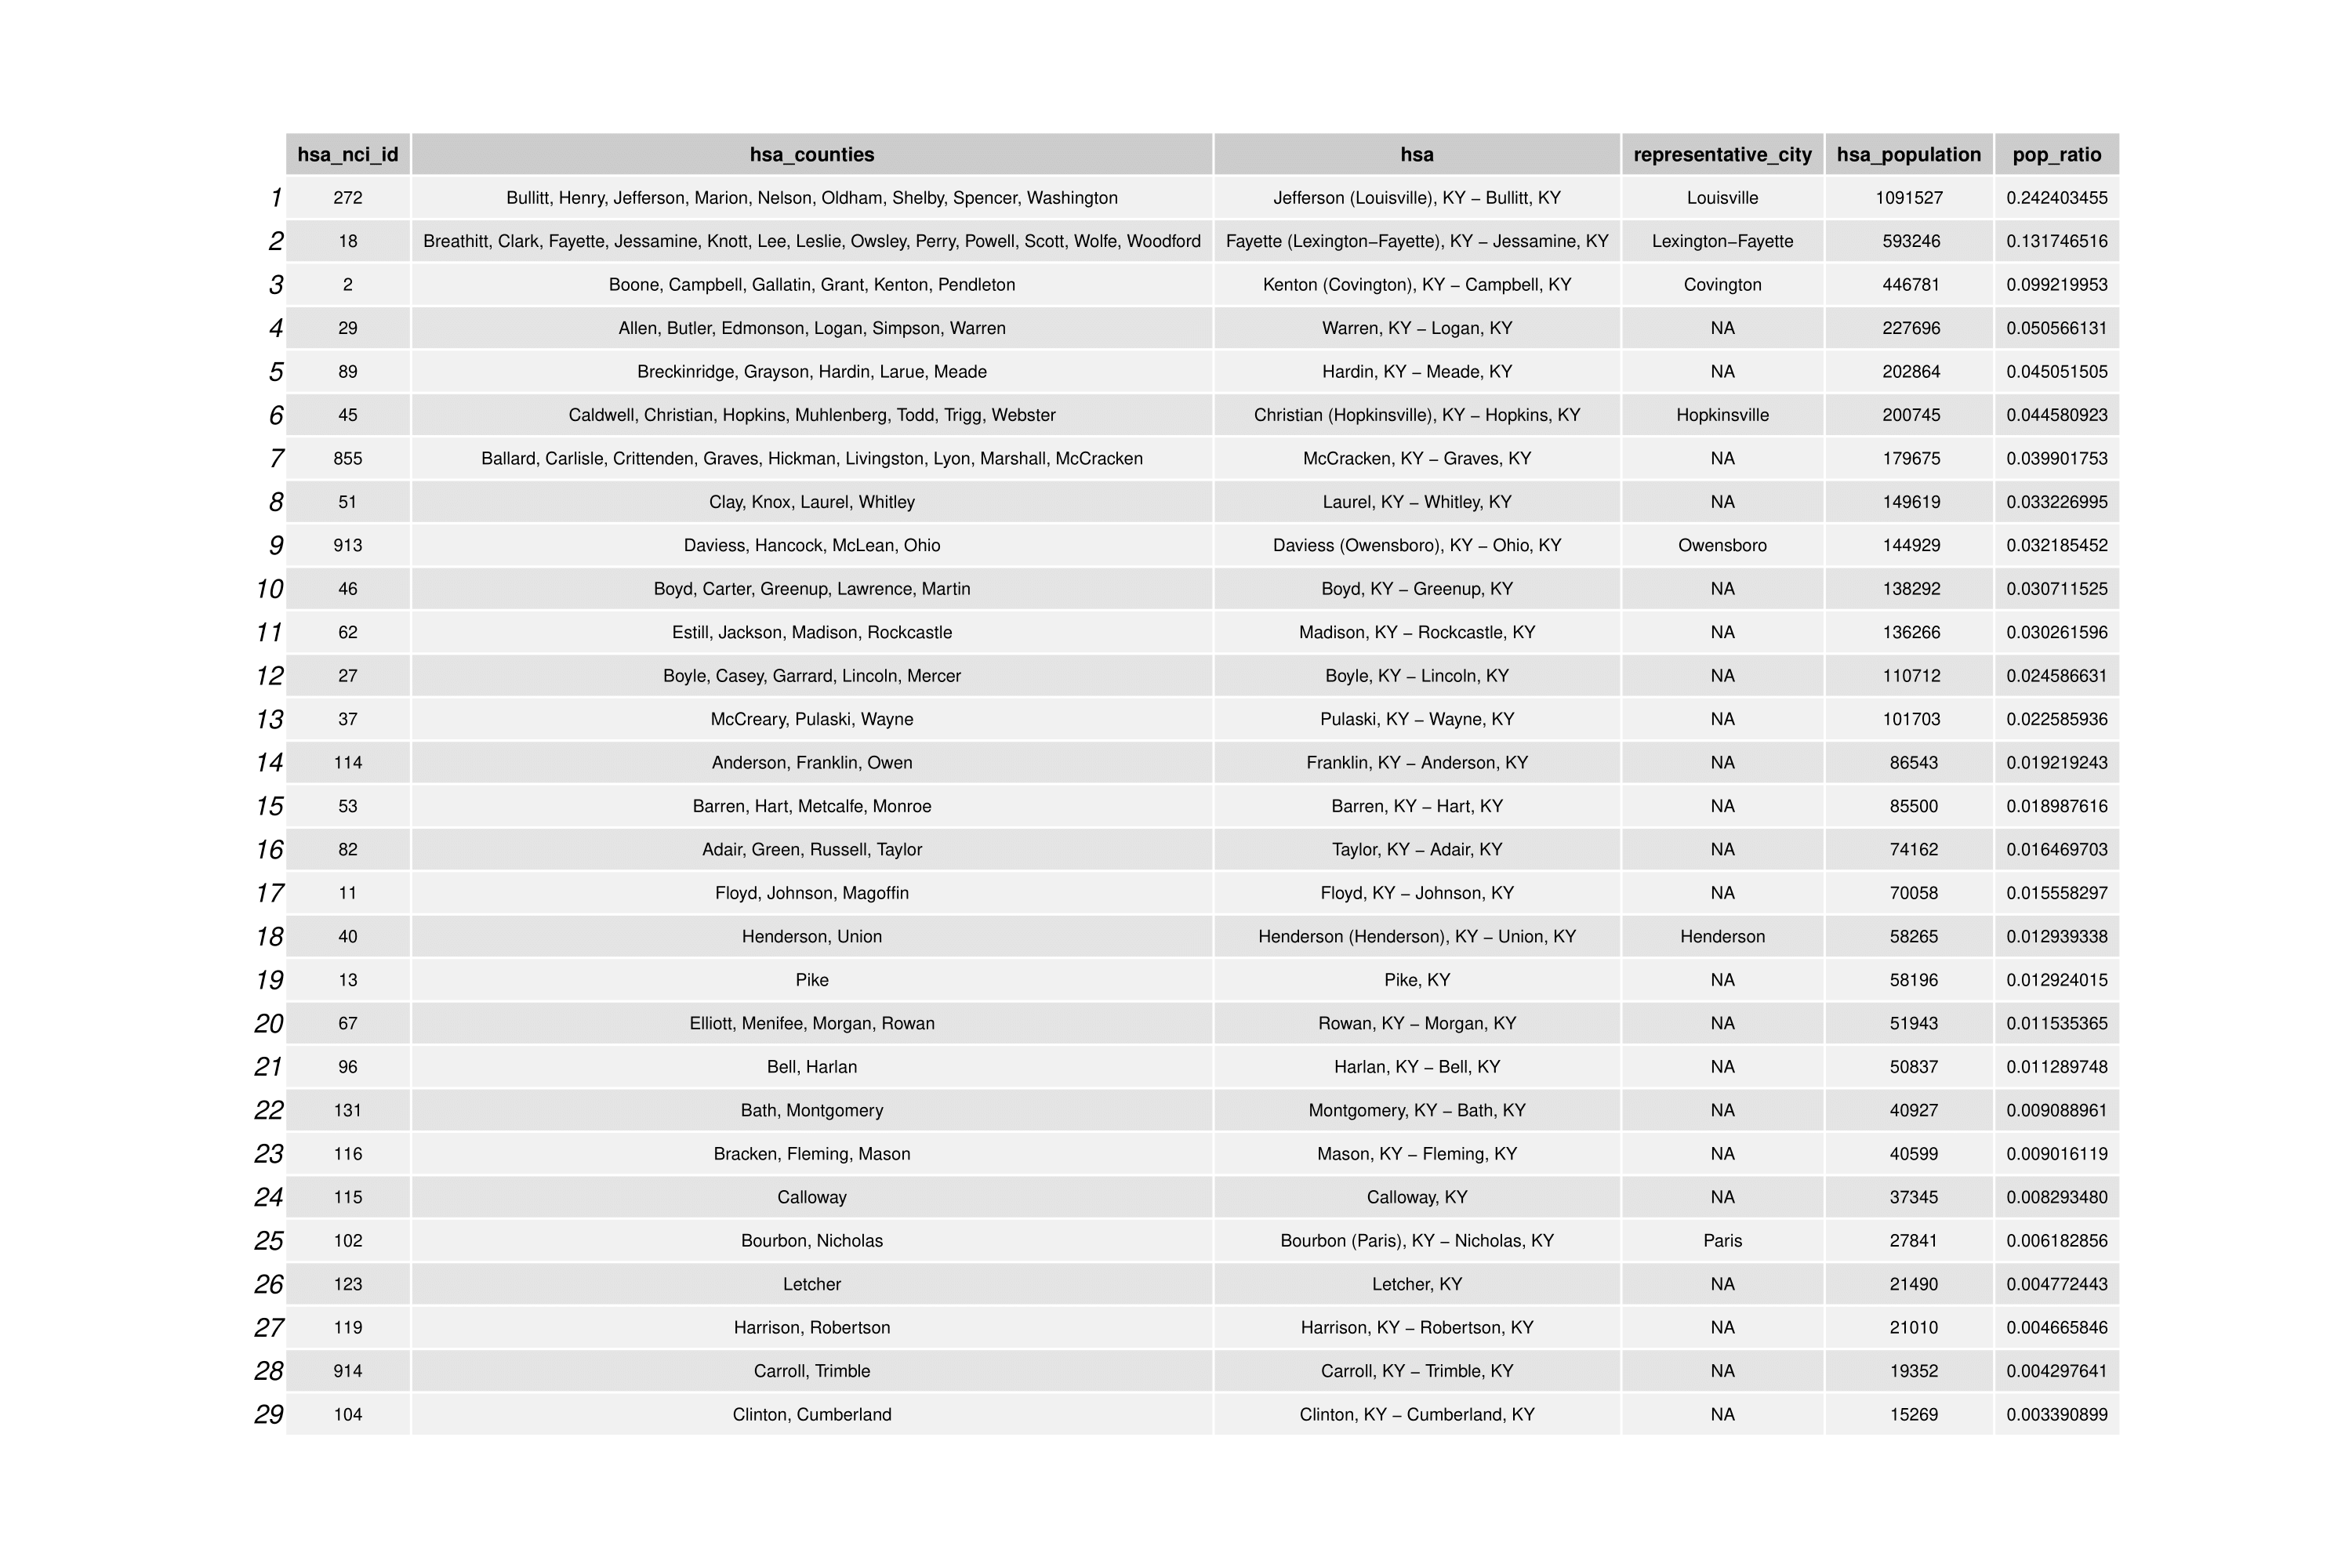 hsa_nci_id hsa_counties hsa representative_city hsa_population pop_ratio
1 272 Bullitt, Henry, Jefferson, Marion, Nelson, Oldham, Shelby, Spencer, Washington Jefferson (Louisville), KY − Bullitt, KY Louisville 1091527 0.242403455
2 18 Breathitt, Clark, Fayette, Jessamine, Knott, Lee, Leslie, Owsley, Perry, Powell, Scott, Wolfe, Woodford Fayette (Lexington−Fayette), KY − Jessamine, KY Lexington−Fayette 593246 0.131746516
3 2 Boone, Campbell, Gallatin, Grant, Kenton, Pendleton Kenton (Covington), KY − Campbell, KY Covington 446781 0.099219953
4 29 Allen, Butler, Edmonson, Logan, Simpson, Warren Warren, KY − Logan, KY NA 227696 0.050566131
5 89 Breckinridge, Grayson, Hardin, Larue, Meade Hardin, KY − Meade, KY NA 202864 0.045051505
6 45 Caldwell, Christian, Hopkins, Muhlenberg, Todd, Trigg, Webster Christian (Hopkinsville), KY − Hopkins, KY Hopkinsville 200745 0.044580923
7 855 Ballard, Carlisle, Crittenden, Graves, Hickman, Livingston, Lyon, Marshall, McCracken McCracken, KY − Graves, KY NA 179675 0.039901753
8 51 Clay, Knox, Laurel, Whitley Laurel, KY − Whitley, KY NA 149619 0.033226995
9 913 Daviess, Hancock, McLean, Ohio Daviess (Owensboro), KY − Ohio, KY Owensboro 144929 0.032185452
10 46 Boyd, Carter, Greenup, Lawrence, Martin Boyd, KY − Greenup, KY NA 138292 0.030711525
11 62 Estill, Jackson, Madison, Rockcastle Madison, KY − Rockcastle, KY NA 136266 0.030261596
12 27 Boyle, Casey, Garrard, Lincoln, Mercer Boyle, KY − Lincoln, KY NA 110712 0.024586631
13 37 McCreary, Pulaski, Wayne Pulaski, KY − Wayne, KY NA 101703 0.022585936
14 114 Anderson, Franklin, Owen Franklin, KY − Anderson, KY NA 86543 0.019219243
15 53 Barren, Hart, Metcalfe, Monroe Barren, KY − Hart, KY NA 85500 0.018987616
16 82 Adair, Green, Russell, Taylor Taylor, KY − Adair, KY NA 74162 0.016469703
17 11 Floyd, Johnson, Magoffin Floyd, KY − Johnson, KY NA 70058 0.015558297
18 40 Henderson, Union Henderson (Henderson), KY − Union, KY Henderson 58265 0.012939338
19 13 Pike Pike, KY NA 58196 0.012924015
20 67 Elliott, Menifee, Morgan, Rowan Rowan, KY − Morgan, KY NA 51943 0.011535365
21 96 Bell, Harlan Harlan, KY − Bell, KY NA 50837 0.011289748
22 131 Bath, Montgomery Montgomery, KY − Bath, KY NA 40927 0.009088961
23 116 Bracken, Fleming, Mason Mason, KY − Fleming, KY NA 40599 0.009016119
24 115 Calloway Calloway, KY NA 37345 0.008293480
25 102 Bourbon, Nicholas Bourbon (Paris), KY − Nicholas, KY Paris 27841 0.006182856
26 123 Letcher Letcher, KY NA 21490 0.004772443
27 119 Harrison, Robertson Harrison, KY − Robertson, KY NA 21010 0.004665846
28 914 Carroll, Trimble Carroll, KY − Trimble, KY NA 19352 0.004297641
29 104 Clinton, Cumberland Clinton, KY − Cumberland, KY NA 15269 0.003390899